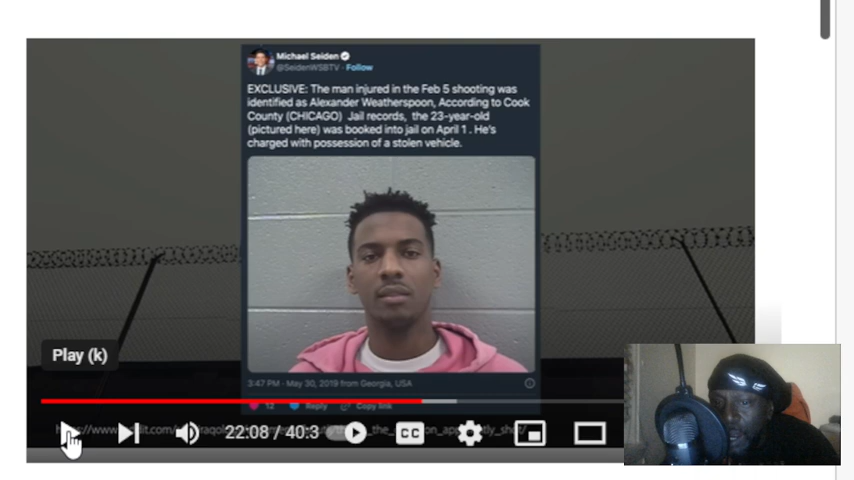 Michael Seiden
@SeidenWSBTV · Follow
EXCLUSIVE: The man injured in the Feb 5 shooting was
identified as Alexander Weatherspoon, According to Cook
County (CHICAGO) Jail records, the 23-year-old
(pictured here) was booked into jail on April 1 . He's
charged with possession of a stolen vehicle.
Play (k)
3:47 PM · May 30, 2019 from Georgia, USA
12 Reply Copy link
22:08 / 40:3
CC